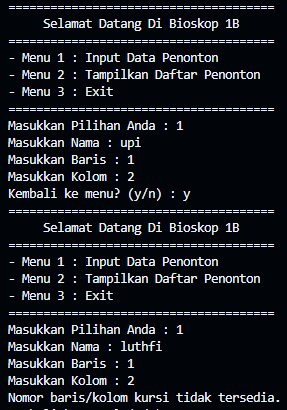 ======================================
Selamat Datang Di Bioskop 1B
======================================
- Menu 1 : Input Data Penonton
- Menu 2 : Tampilkan Daftar Penonton
- Menu 3 : Exit
======================================
Masukkan Pilihan Anda : 1
Masukkan Nama : upi
Masukkan Baris : 1
Masukkan Kolom : 2
Kembali ke menu? (y/n) : y
======================================
Selamat Datang Di Bioskop 1B
======================================
- Menu 1 : Input Data Penonton
- Menu 2 : Tampilkan Daftar Penonton
- Menu 3 : Exit
======================================
Masukkan Pilihan Anda : 1
Masukkan Nama : luthfi
Masukkan Baris : 1
Masukkan Kolom : 2
Nomor baris/kolom kursi tidak tersedia.